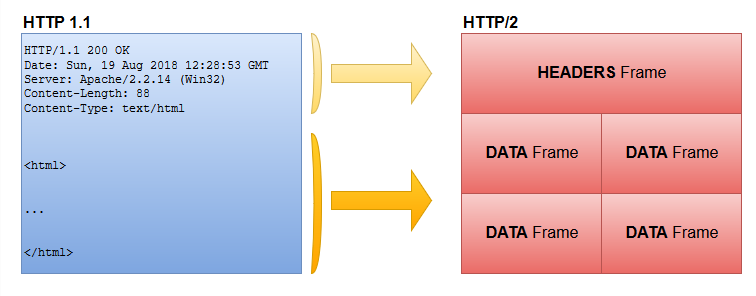 HTTP 1.1
HTTP/1.1 200 OK
Date: Sun, 19 Aug 2018 12:28:53 GMT
Server: Apache/2.2.14 (Win32)
Content-Length: 88
Content-Type: text/html
<html>
...
</html>
HTTP/2
HEADERS Frame
DATA Frame
DATA Frame
DATA Frame
DATA Frame